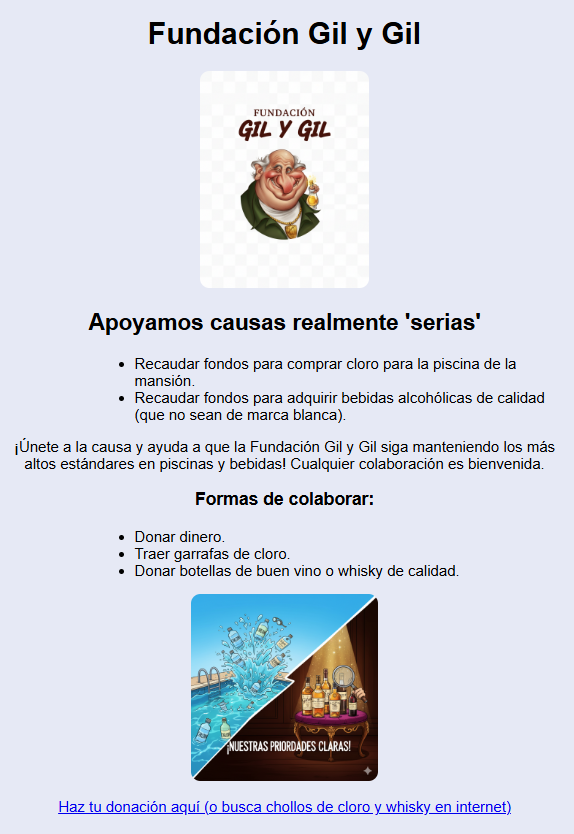 Fundación Gil y Gil
FUNDACIÓN
GIL Y GIL
Apoyamos causas realmente 'serias'
Recaudar fondos para comprar cloro para la piscina de la
mansión.
Recaudar fondos para adquirir bebidas alcohólicas de calidad
(que no sean de marca blanca).
¡Únete a la causa y ayuda a que la Fundación Gil y Gil siga manteniendo los más
altos estándares en piscinas y bebidas! Cualquier colaboración es bienvenida.
Formas de colaborar:
Donar dinero.
Traer garrafas de cloro.
Donar botellas de buen vino o whisky de calidad.
¡NUESTRAS PRIORDADES CLARAS!
Haz tu donación aquí (o busca chollos de cloro y whisky en internet)